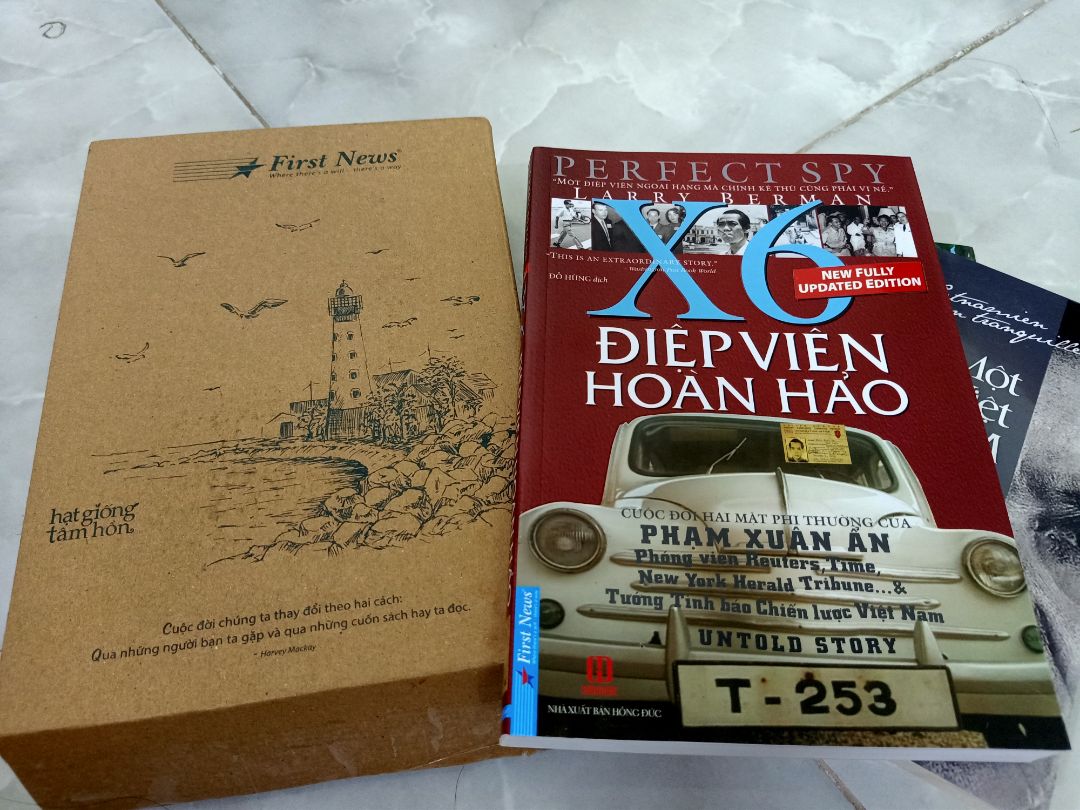 First News®
Where there's a will - there's a way
hạt giống
tâm hồn
Cuộc đời chúng ta thay đổi theo hai cách:
Qua những người bạn ta gặp và qua những cuốn sách hay ta đọc.
- Harvey Mackay
PERFECT SPY
"MỘT ĐIỆP VIÊN NGOẠI HẠNG MÀ CHÍNH KẺ THÙ CŨNG PHẢI VỊ NỂ."
LARRY BERMAN
X6
"THIS IS AN EXTRAORDINARY STORY."
Washington Post Book World
ĐỖ HÙNG dịch
NEW FULLY
UPDATED EDITION
ĐIỆP VIÊN
HOÀN HẢO
CUỘC ĐỜI HAI MẶT PHI THƯỜNG CỦA
PHẠM XUÂN ẨN
Phóng viên Reuters, Time,
New York Herald Tribune...&
Tướng Tình báo Chiến lược Việt Nam
UNTOLD STORY
T - 253
First News
NHÀ XUẤT BẢN HỒNG ĐỨC
tranquille
Một